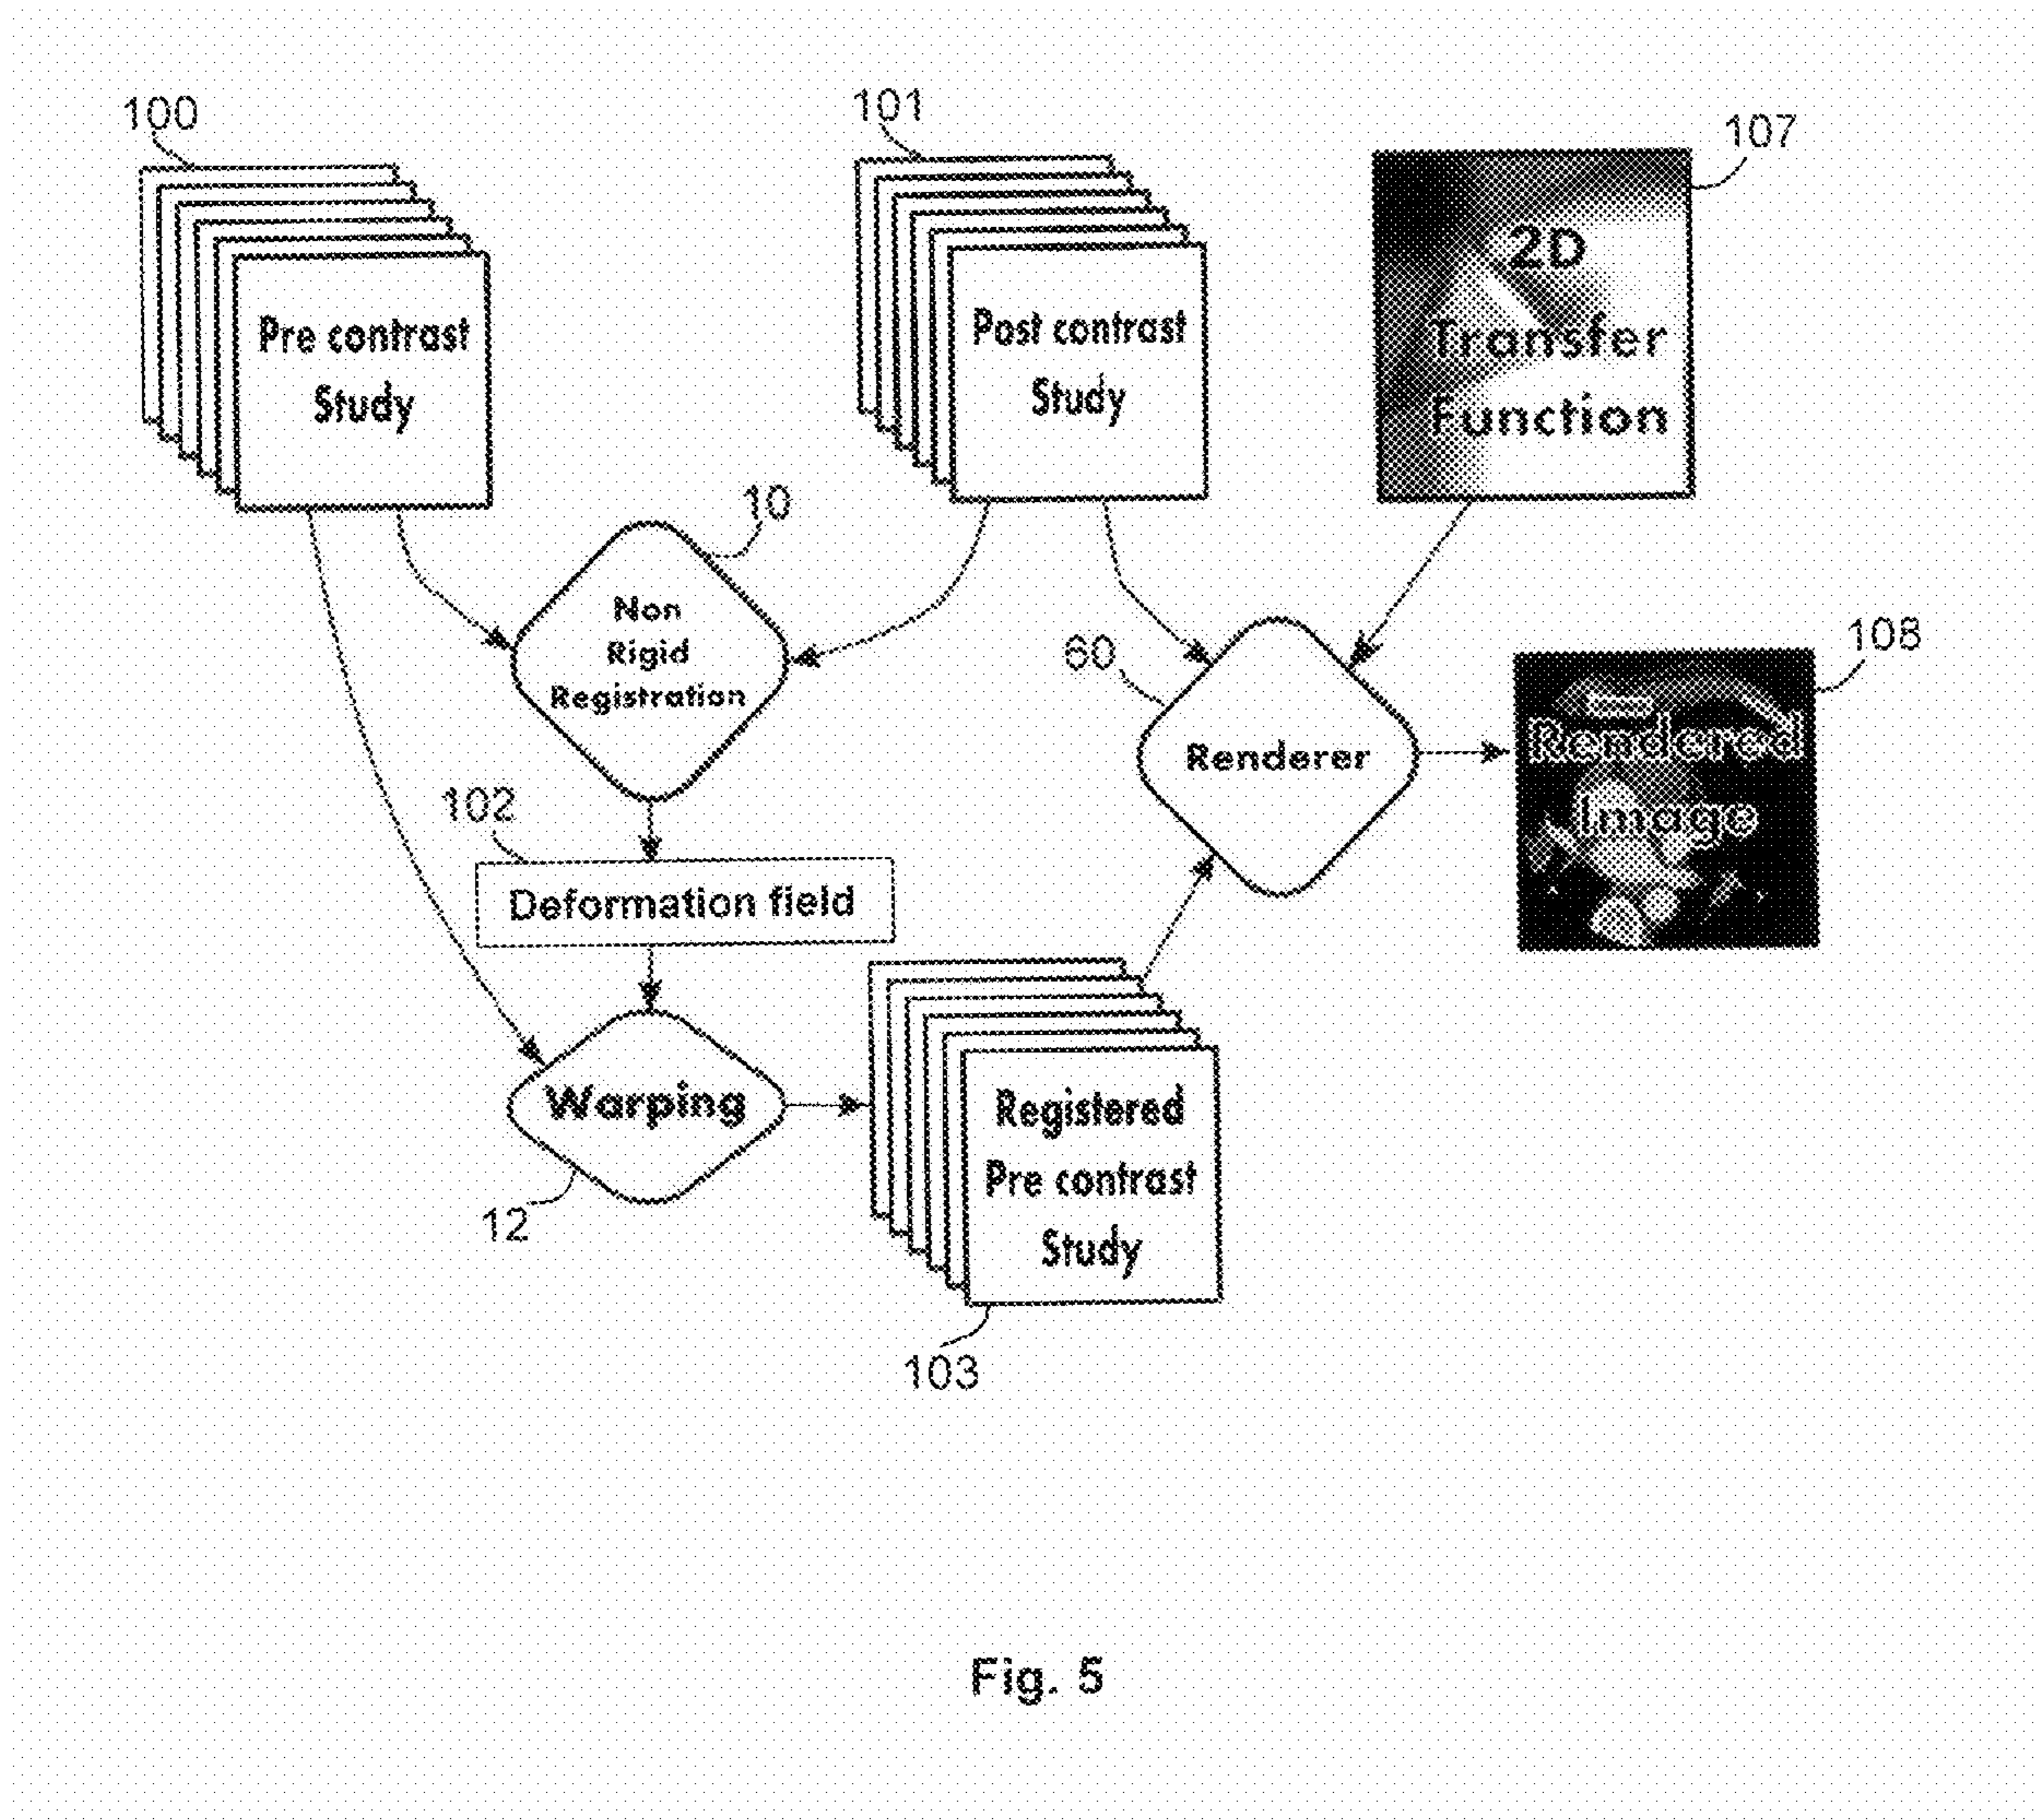 100
101
107
Pre contrast
Study
Post contrast
Study
2D
Transfer
Function
10
Non
Rigid
Registration
60
Renderer
108
Rendered
Image
102
Deformation field
Warping
12
Registered
Pre contrast
Study
103
Fig. 5